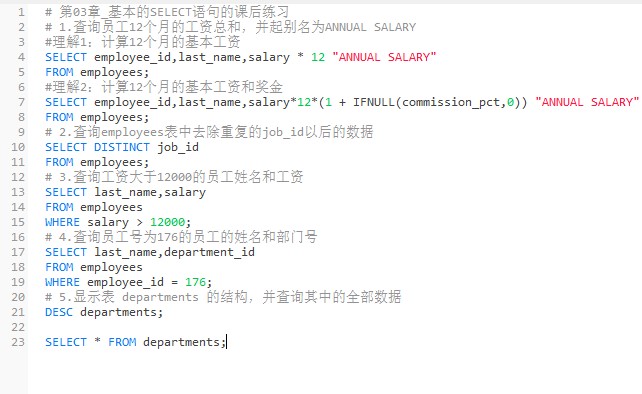 1 # 第03章_基本的SELECT语句的课后练习
2 # 1.查询员工12个月的工资总和，并起别名为ANNUAL SALARY
3 #理解1：计算12个月的基本工资
4 SELECT employee_id,last_name,salary * 12 "ANNUAL SALARY"
5 FROM employees;
6 #理解2：计算12个月的基本工资和奖金
7 SELECT employee_id,last_name,salary*12*(1 + IFNULL(commission_pct,0)) "ANNUAL SALARY"
8 FROM employees;
9 # 2.查询employees表中去除重复的job_id以后的数据
10 SELECT DISTINCT job_id
11 FROM employees;
12 # 3.查询工资大于12000的员工姓名和工资
13 SELECT last_name,salary
14 FROM employees
15 WHERE salary > 12000;
16 # 4.查询员工号为176的员工的姓名和部门号
17 SELECT last_name,department_id
18 FROM employees
19 WHERE employee_id = 176;
20 # 5.显示表 departments 的结构，并查询其中的全部数据
21 DESC departments;
22
23 SELECT * FROM departments;